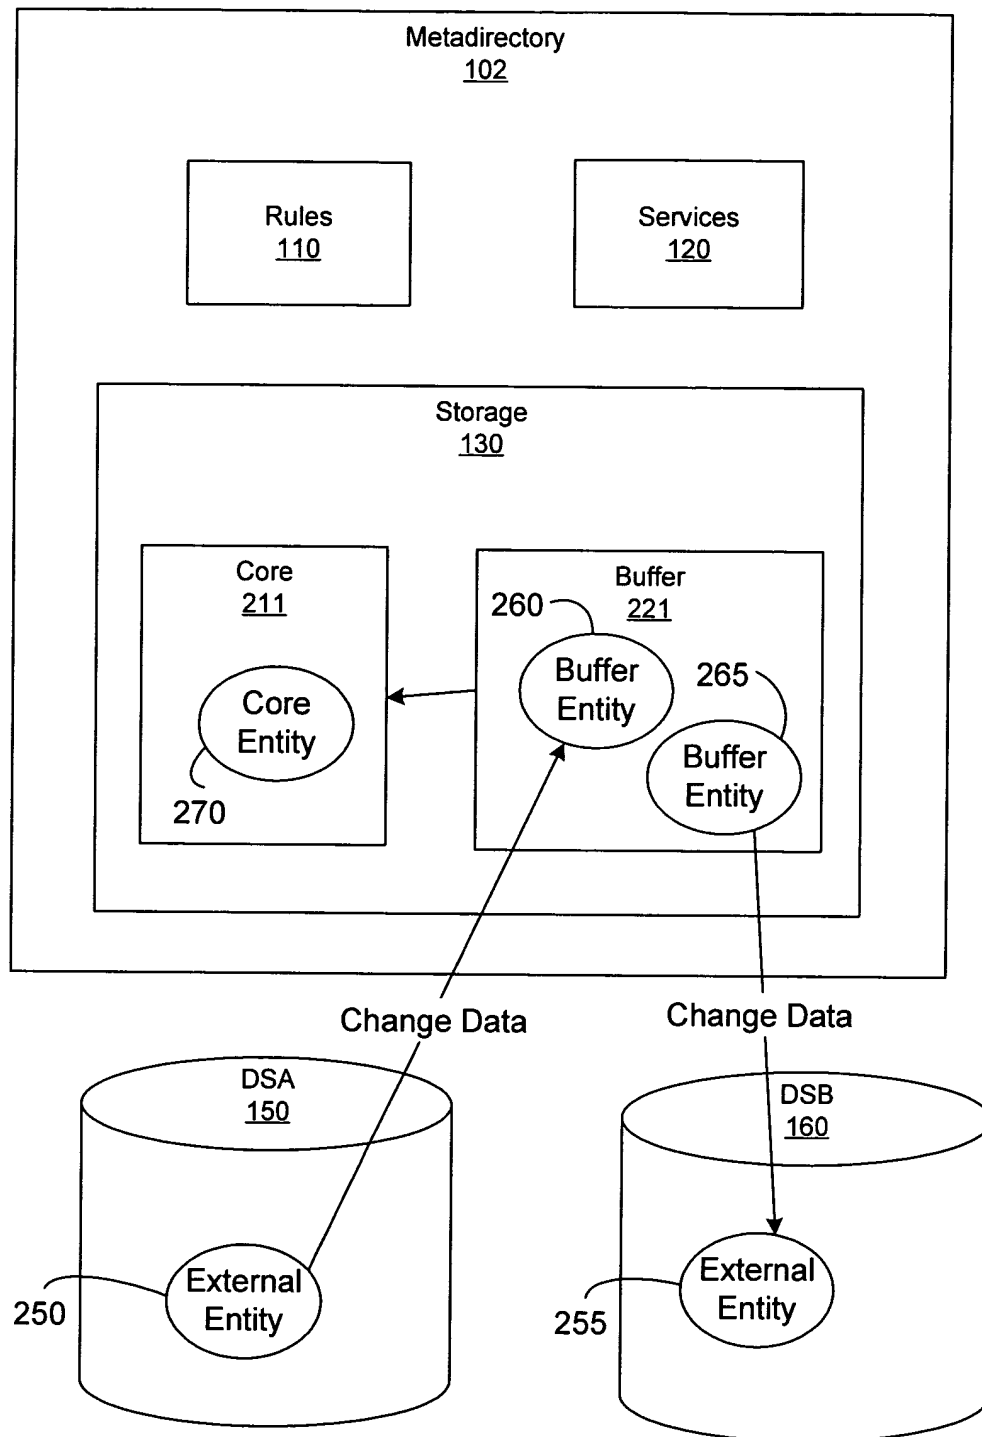 Metadirectory
102
Rules
110
Services
120
Storage
130
Core
211
Buffer
221
260
Buffer
Entity
265
Core
Entity
Buffer
Entity
270
Change Data
Change Data
DSA
150
DSB
160
External
Entity
250
External
Entity
255